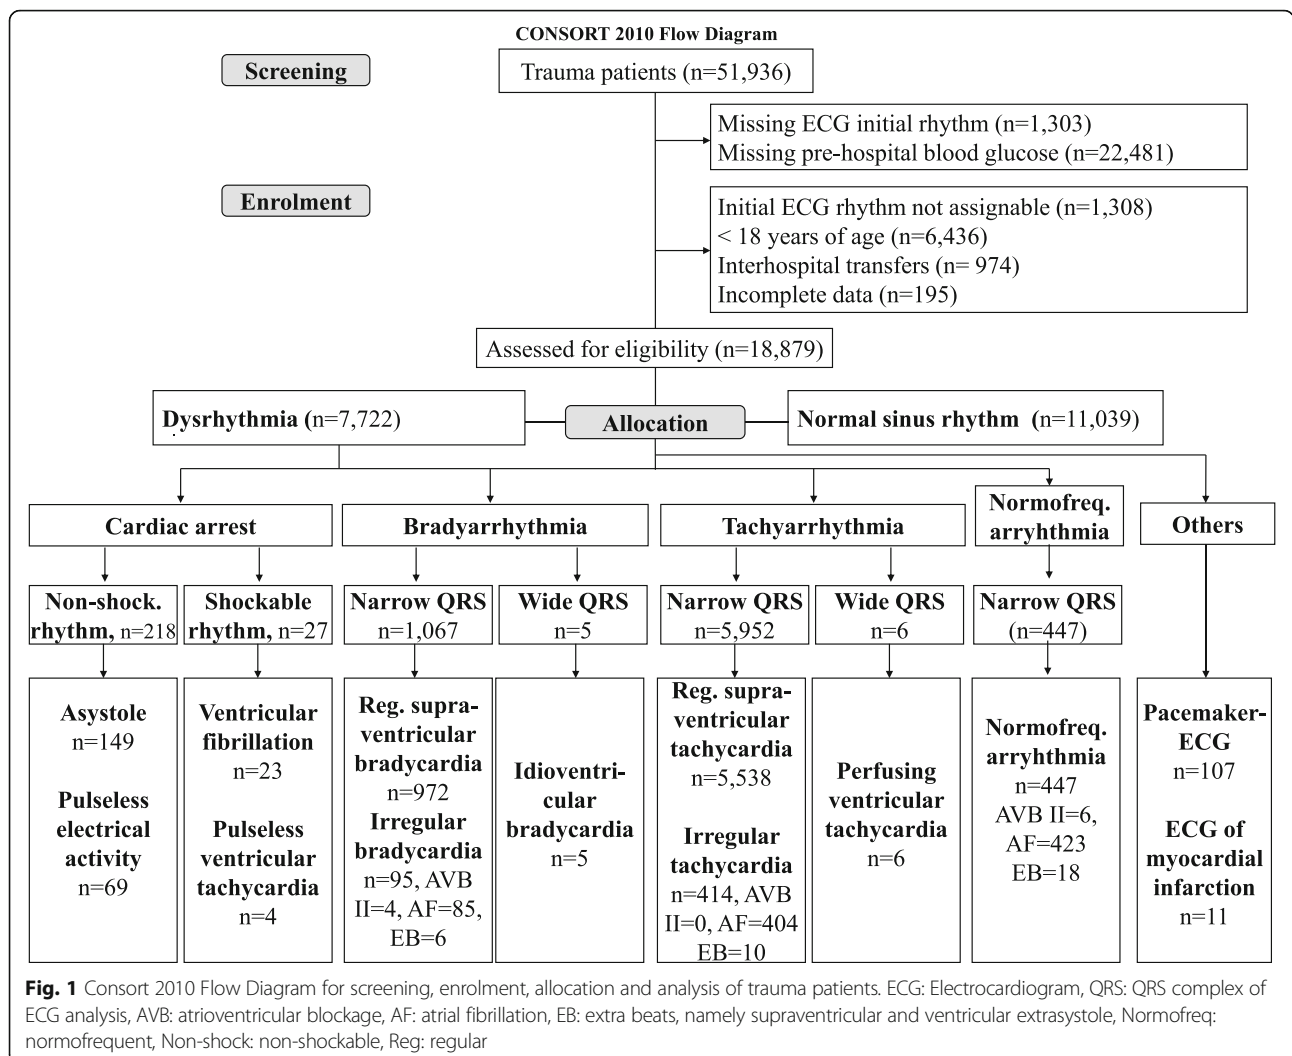 CONSORT 2010 Flow Diagram
Screening
Trauma patients (n=51,936)
Missing ECG initial rhythm (n=1,303)
Missing pre-hospital blood glucose (n=22,481)
Enrolment
Initial ECG rhythm not assignable (n=1,308)
< 18 years of age (n=6,436)
Interhospital transfers (n= 974)
Incomplete data (n=195)
Assessed for eligibility (n=18,879)
Dysrhythmia (n=7,722)
Allocation
Normal sinus rhythm (n=11,039)
Cardiac arrest
Bradyarrhythmia
Tachyarrhythmia
Normofreq.
arryhthmia
Others
Non-shock.
rhythm, n=218
Shockable
rhythm, n=27
Narrow QRS
n=1,067
Wide QRS
n=5
Narrow QRS
n=5,952
Wide QRS
n=6
Narrow QRS
(n=447)
Asystole
n=149
Pulseless
electrical
activity
n=69
Ventricular
fibrillation
n=23
Pulseless
ventricular
tachycardia
n=4
Reg. supra-
ventricular
bradycardia
n=972
Irregular
bradycardia
n=95, AVB
II=4, AF=85,
EB=6
Idioventri-
cular
bradycardia
n=5
Reg. supra-
ventricular
tachycardia
n=5,538
Irregular
tachycardia
n=414, AVB
II=0, AF=404
EB=10
Perfusing
ventricular
tachycardia
n=6
Normofreq.
arryhthmia
n=447
AVB II=6,
AF=423
EB=18
Pacemaker-
ECG
n=107
ECG of
myocardial
infarction
n=11
Fig. 1 Consort 2010 Flow Diagram for screening, enrolment, allocation and analysis of trauma patients. ECG: Electrocardiogram, QRS: QRS complex of
ECG analysis, AVB: atrioventricular blockage, AF: atrial fibrillation, EB: extra beats, namely supraventricular and ventricular extrasystole, Normofreq:
normofrequent, Non-shock: non-shockable, Reg: regular